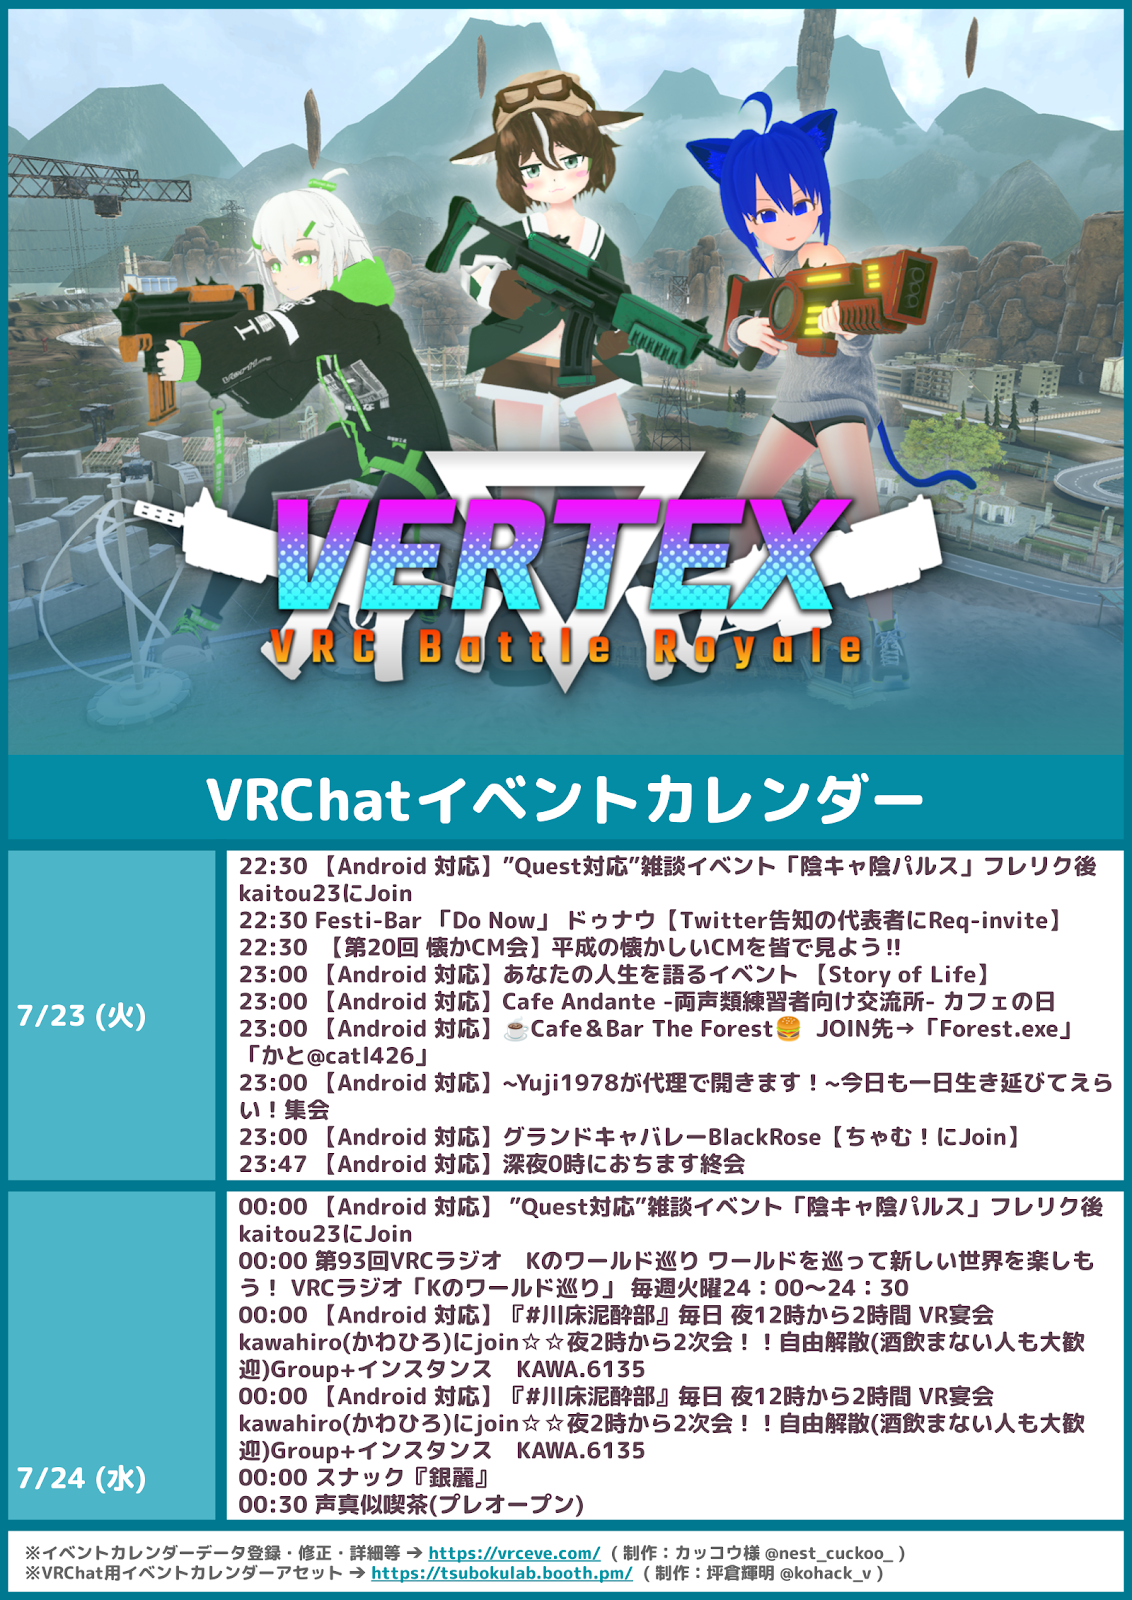 VERTEX
VRC Battle Royale
VRChatイベントカレンダー
7/23 (火)
22:30 【Android 対応】”Quest対応”雑談イベント「陰キャ陰パルス」フレリク後
kaitou23にJoin
22:30 Festi-Bar 「Do Now」 ドゥナウ【Twitter告知の代表者にReq-invite】
22:30 【第20回 懐かCM会】平成の懐かしいCMを皆で見よう!!
23:00 【Android 対応】あなたの人生を語るイベント 【Story of Life】
23:00 【Android 対応】Cafe Andante -両声類練習者向け交流所- カフェの日
23:00 【Android 対応】☕Cafe＆Bar The Forest🍔 JOIN先→「Forest.exe」
「かと@catl426」
23:00 【Android 対応】~Yuji1978が代理で開きます！~今日も一日生き延びてえら
い！集会
23:00 【Android 対応】グランドキャバレーBlackRose【ちゃむ！にJoin】
23:47 【Android 対応】深夜0時におちます終会
7/24 (水)
00:00 【Android 対応】 ”Quest対応”雑談イベント「陰キャ陰パルス」フレリク後
kaitou23にJoin
00:00 第93回VRCラジオ　Kのワールド巡り ワールドを巡って新しい世界を楽しも
う！ VRCラジオ「Kのワールド巡り」 毎週火曜24：00～24：30
00:00 【Android 対応】『#川床泥酔部』毎日 夜12時から2時間 VR宴会
kawahiro(かわひろ)にjoin☆☆夜2時から2次会！！自由解散(酒飲まない人も大歓
迎)Group+インスタンス　KAWA.6135
00:00 【Android 対応】『#川床泥酔部』毎日 夜12時から2時間 VR宴会
kawahiro(かわひろ)にjoin☆☆夜2時から2次会！！自由解散(酒飲まない人も大歓
迎)Group+インスタンス　KAWA.6135
00:00 スナック『銀麗』
00:30 声真似喫茶(プレオープン)
※イベントカレンダーデータ登録・修正・詳細等 → https://vrceve.com/ ( 制作：カッコウ様 @nest_cuckoo_ )
※VRChat用イベントカレンダーアセット → https://tsubokulab.booth.pm/ ( 制作：坪倉輝明 @kohack_v )